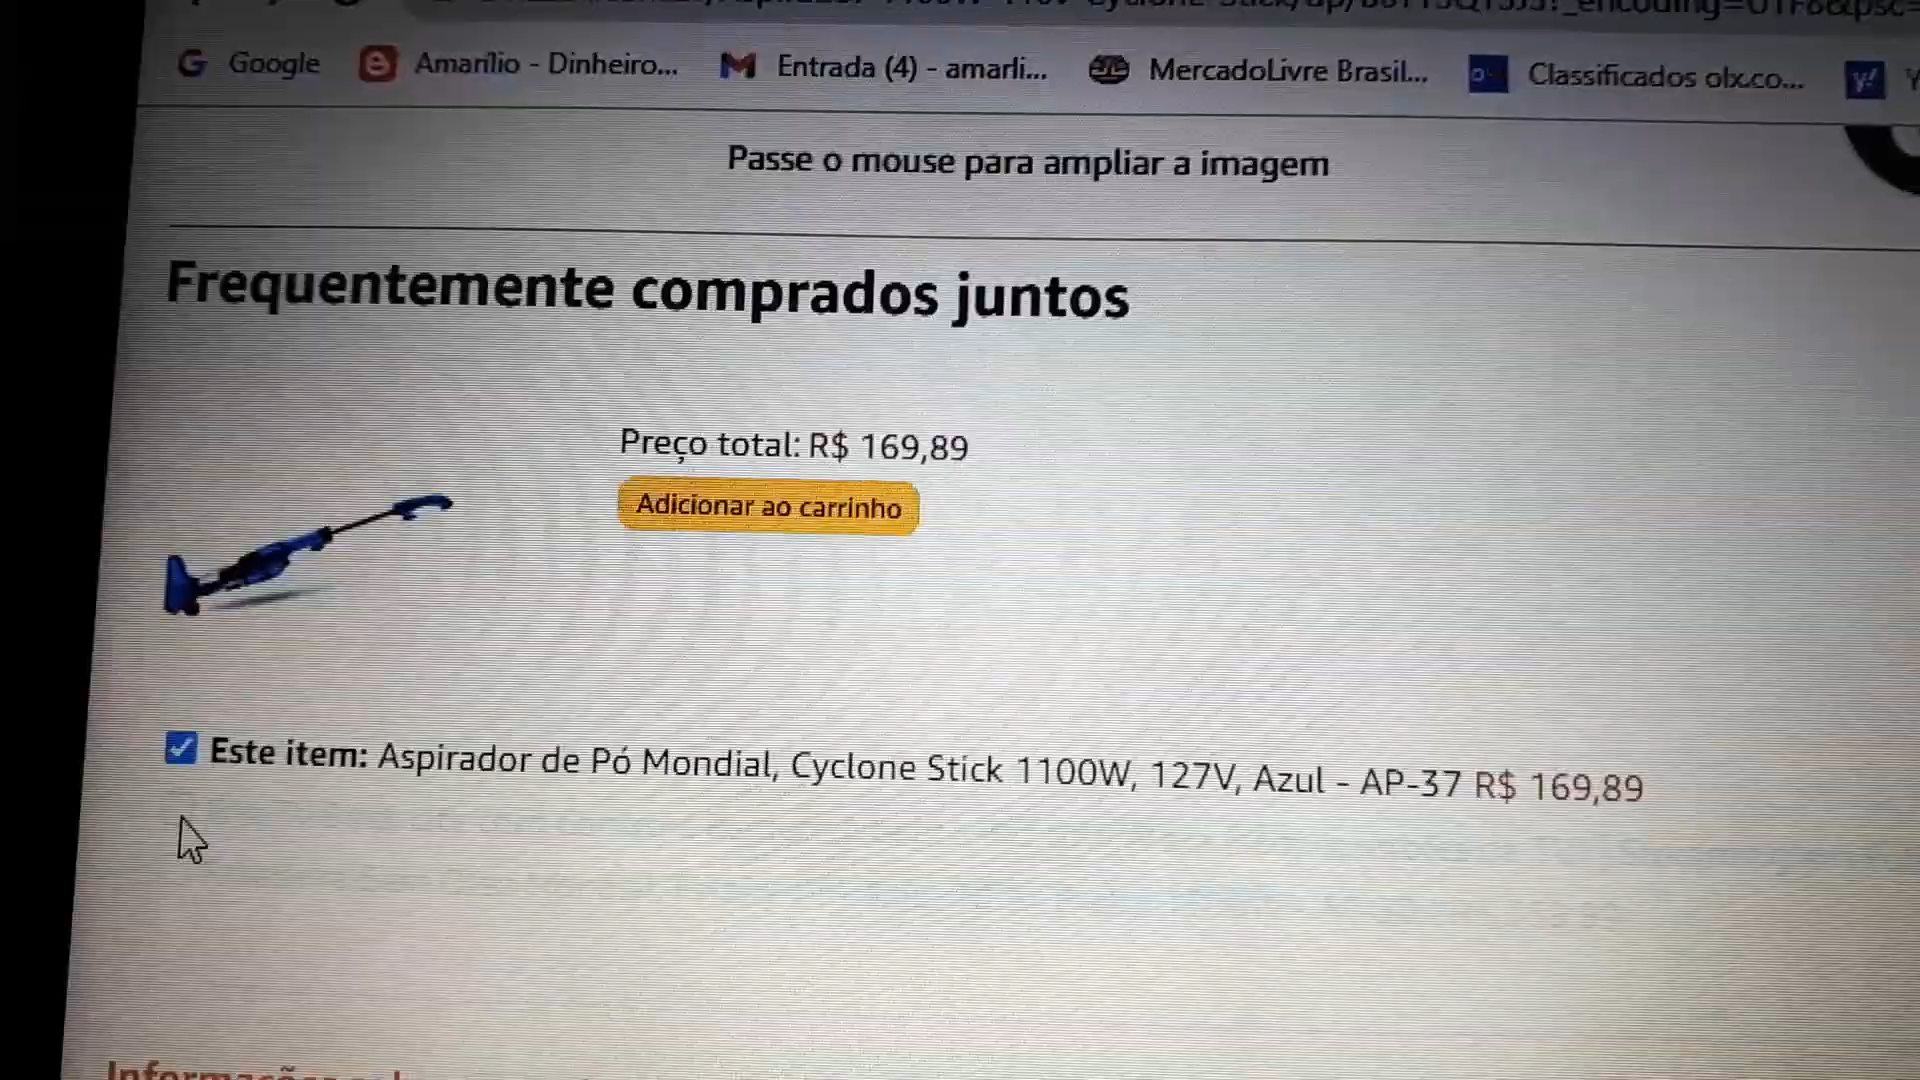 Google Amarílio - Dinheiro... Entrada (4) - amarli... MercadoLivre Brasil... Classificados olx.co...
Passe o mouse para ampliar a imagem
Frequentemente comprados juntos
Preço total: R$ 169,89
Adicionar ao carrinho
Este item: Aspirador de Pó Mondial, Cyclone Stick 1100W, 127V, Azul - AP-37 R$ 169,89